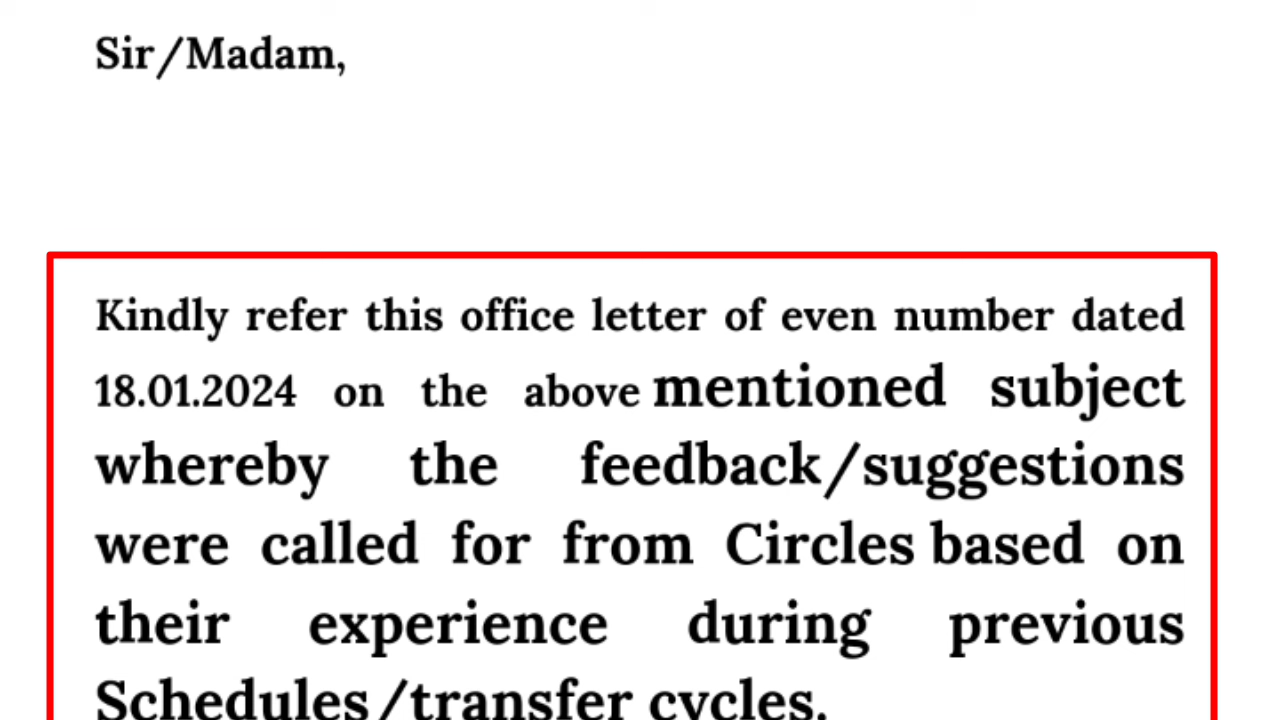 Sir/Madam,
Kindly refer this office letter of even number dated
18.01.2024 on the above mentioned subject
whereby the feedback/suggestions
were called for from Circles based on
their experience during previous
Schedules/transfer cycles.